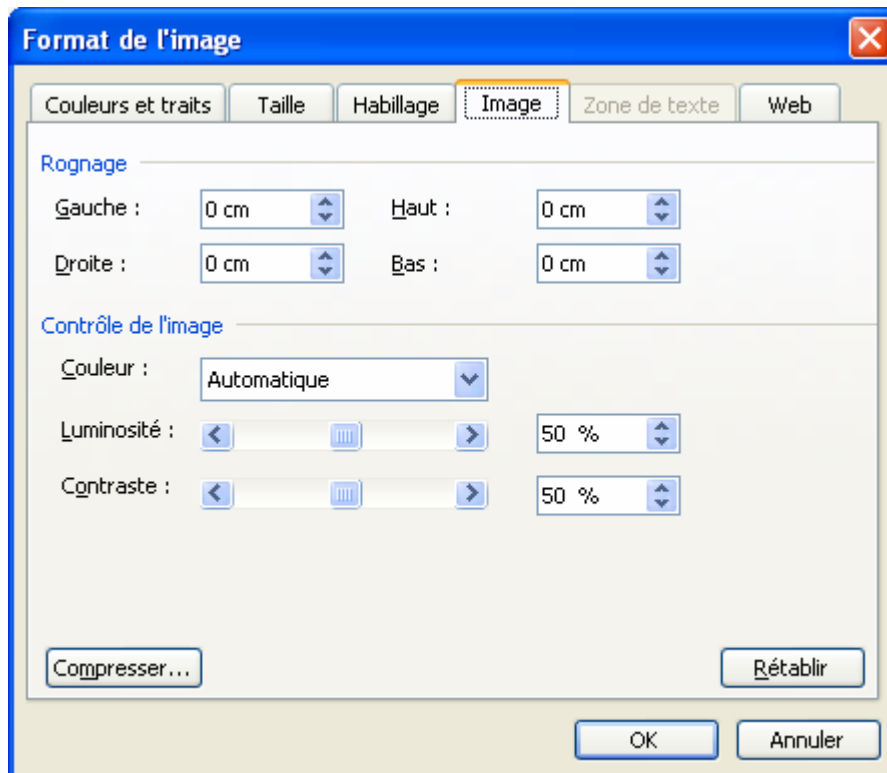 Format de l'image
Couleurs et traits Taille Habillage Image Zone de texte Web
Rognage
Gauche : 0 cm Haut : 0 cm
Droite : 0 cm Bas : 0 cm
Contrôle de l'image
Couleur : Automatique
Luminosité : 50 %
Contraste : 50 %
Compresser... Rétablir
OK Annuler